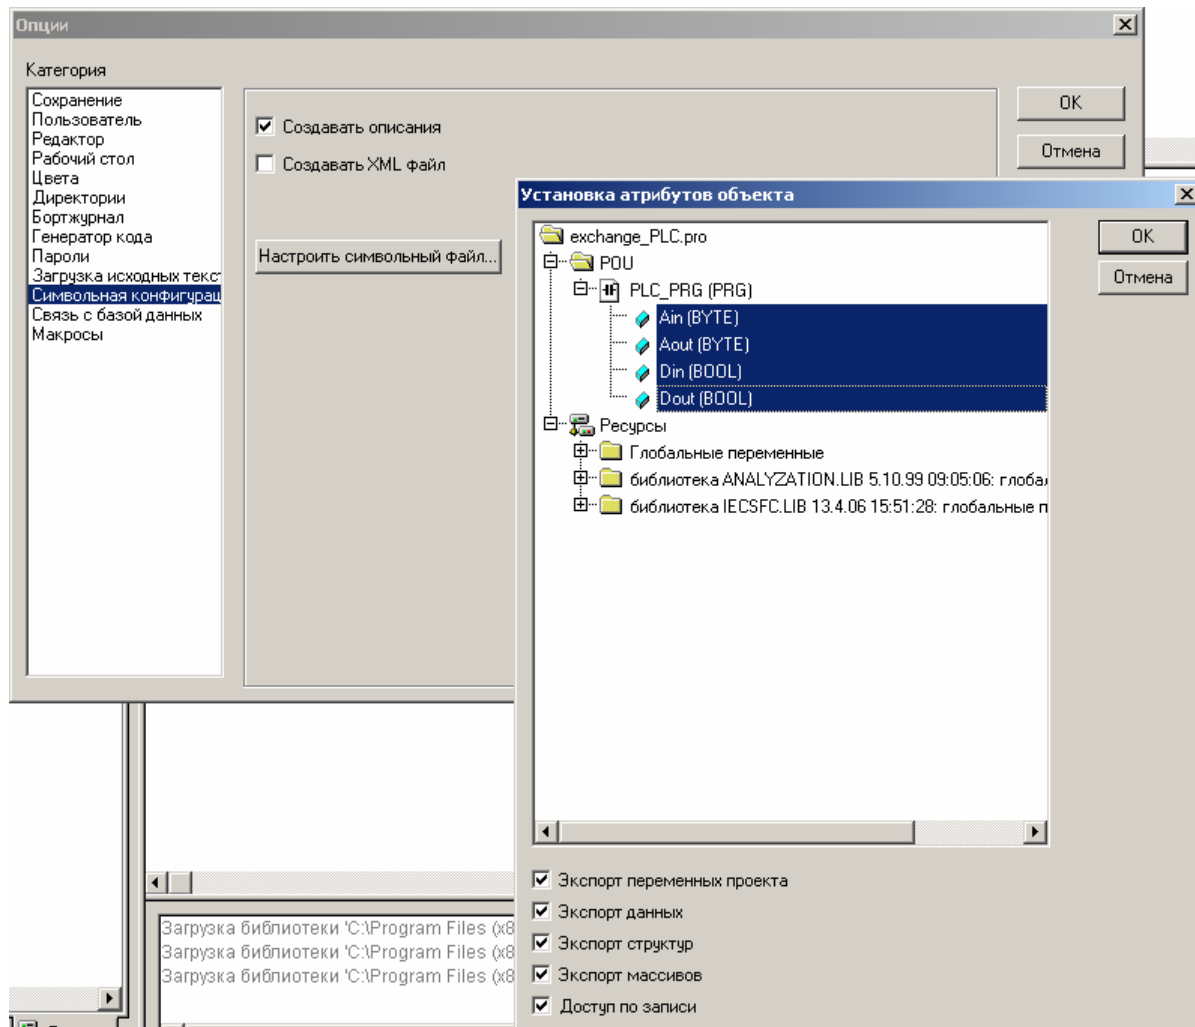 Опции
Категория
Сохранение
Пользователь
Редактор
Рабочий стол
Цвета
Директории
Бортжурнал
Генератор кода
Пароли
Загрузка исходных текс
Символьная конфигурац
Связь с базой данных
Макросы
Создавать описания
Создавать XML файл
Настроить символьный файл...
OK
Отмена
Установка атрибутов объекта
exchange_PLC.pro
POU
PLC_PRG (PRG)
Ain (BYTE)
Aout (BYTE)
Din (BOOL)
Dout (BOOL)
Ресурсы
Глобальные переменные
библиотека ANALYZATION.LIB 5.10.99 09:05:06: глобал
библиотека IECSFC.LIB 13.4.06 15:51:28: глобальные п
OK
Отмена
Экспорт переменных проекта
Экспорт данных
Экспорт структур
Экспорт массивов
Доступ по записи
Загрузка библиотеки 'C:\Program Files (x8
Загрузка библиотеки 'C:\Program Files (x8
Загрузка библиотеки 'C:\Program Files (x8